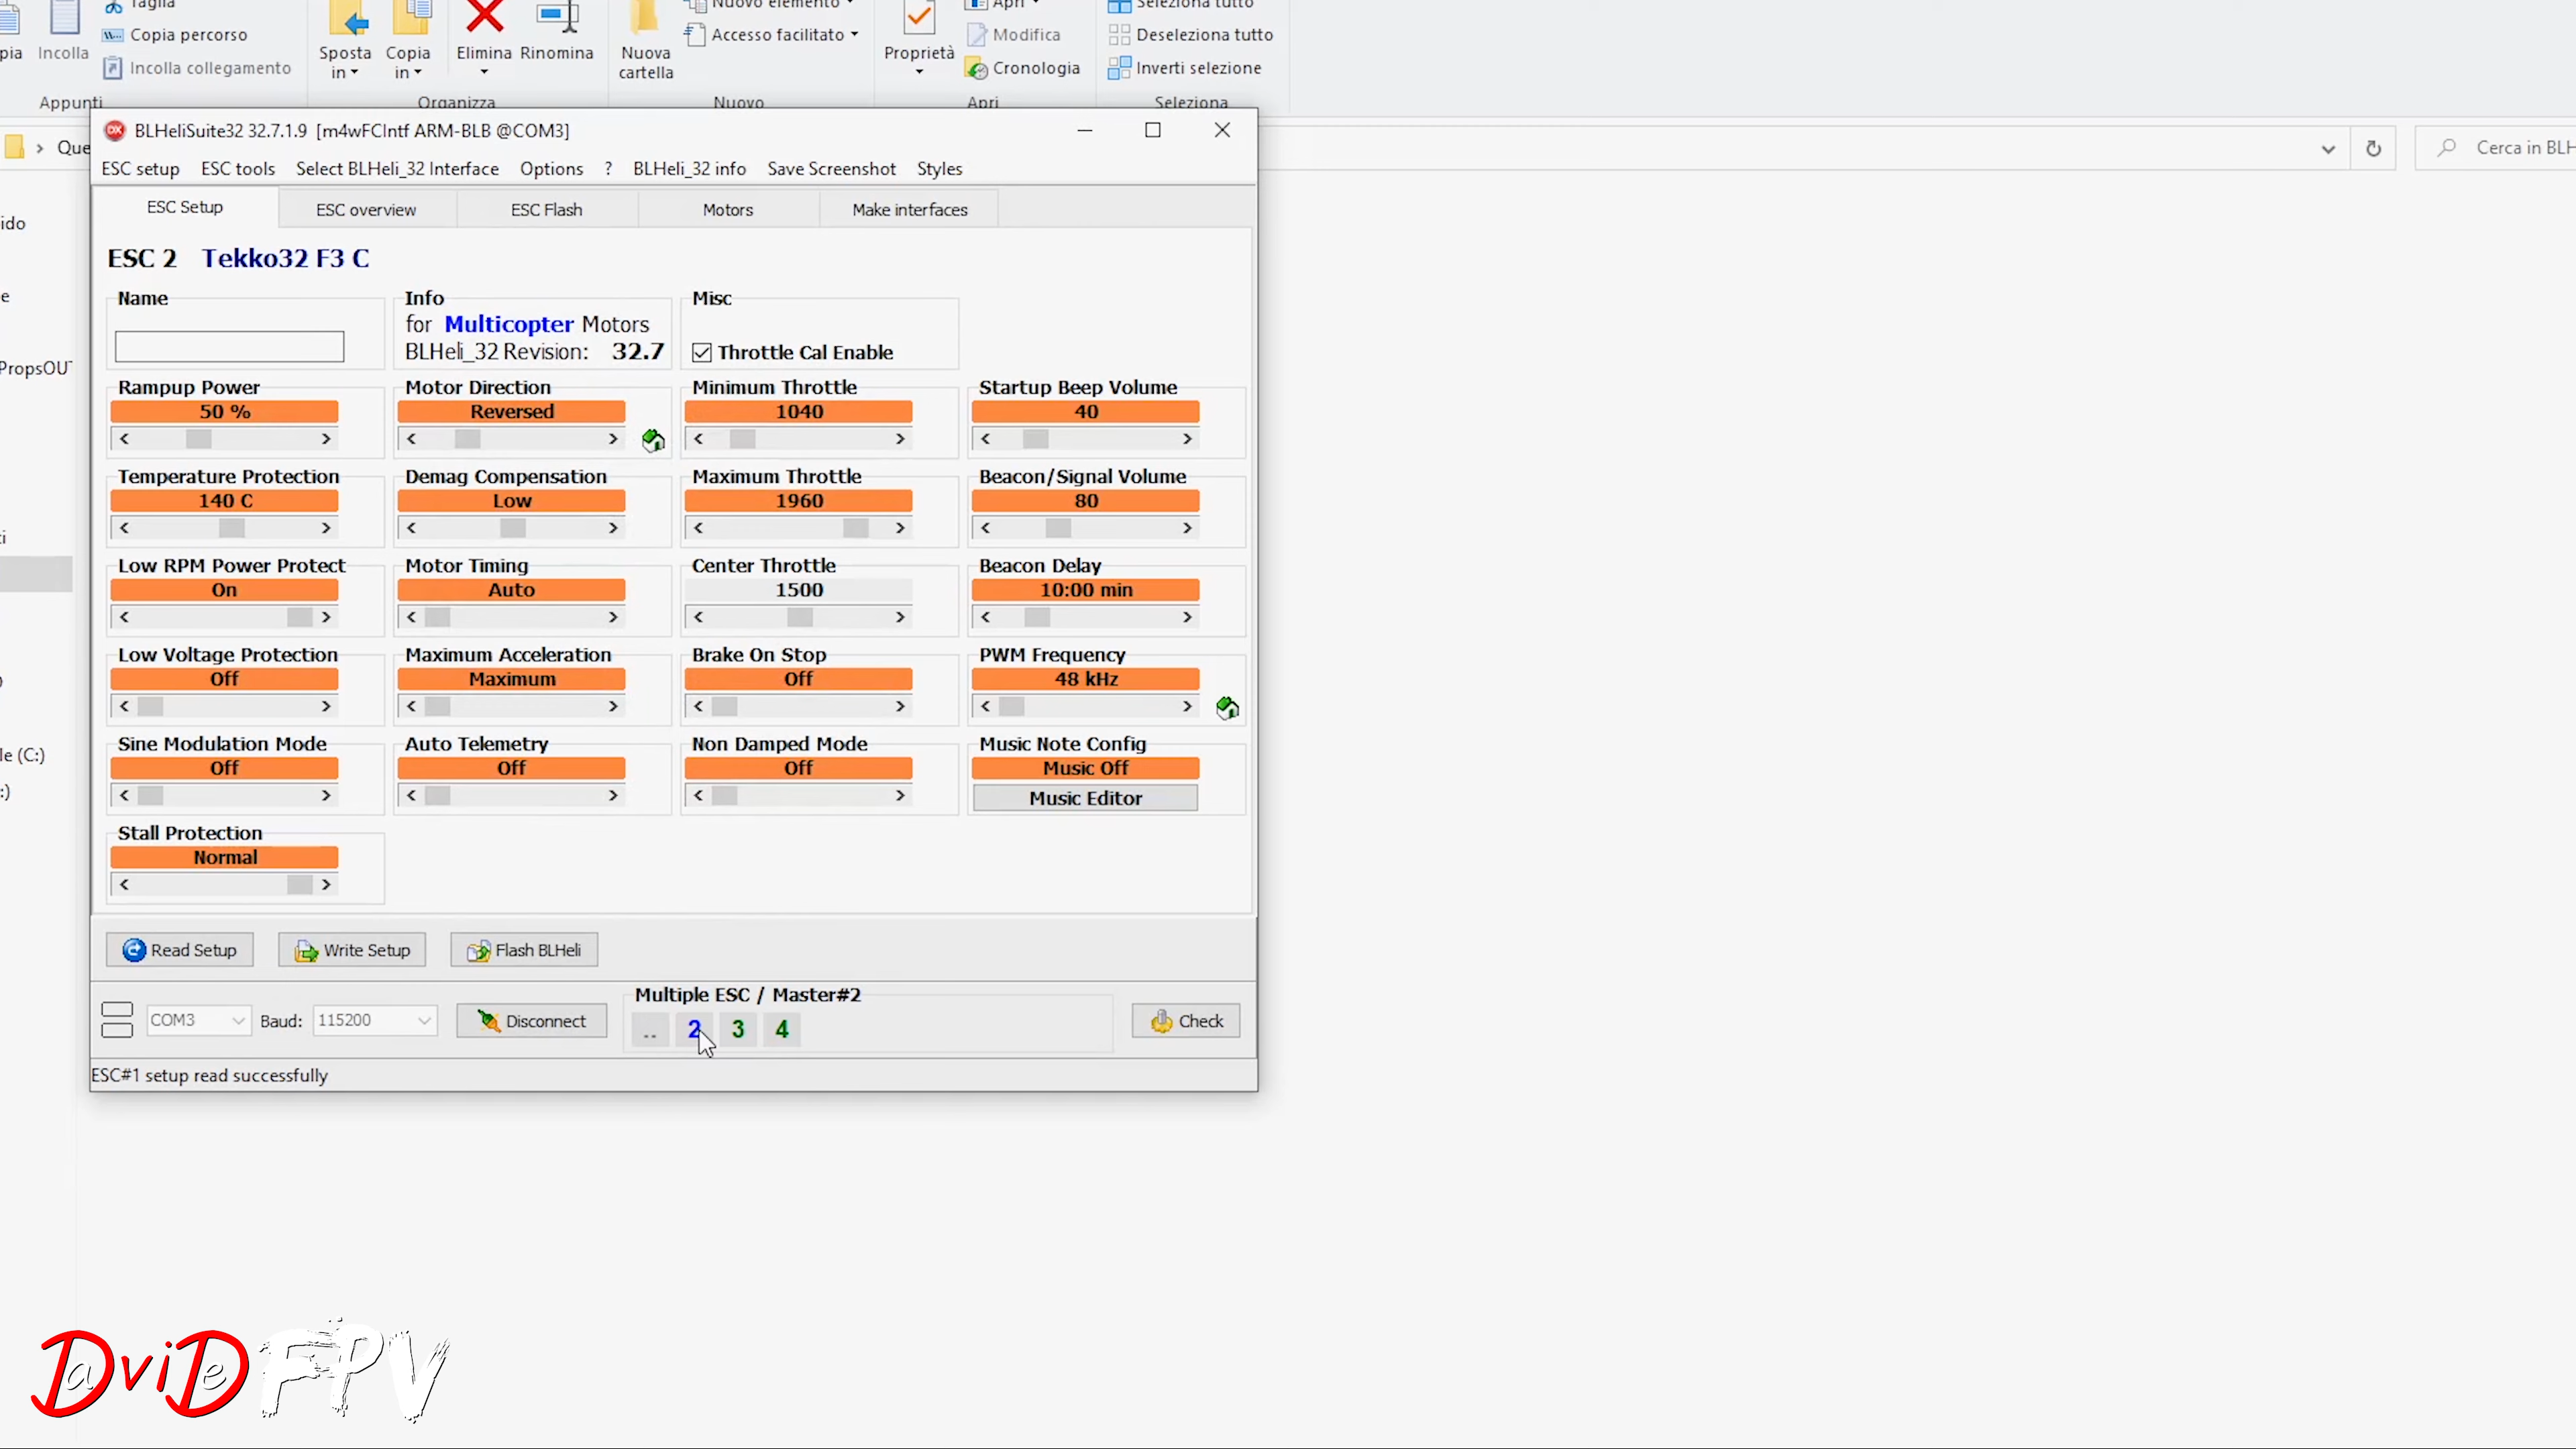 Taglia
Copia percorso
Incolla collegamento
pia
Incolla
Appunti
Sposta in
Copia in
Elimina
Rinomina
Organizza
Nuova cartella
Nuovo elemento
Accesso facilitato
Nuovo
Proprietà
Apri
Modifica
Cronologia
Apri
Seleziona tutto
Deseleziona tutto
Inverti selezione
Seleziona
Que
Cerca in BLH
ido
e
PropsOUT
ti
le (C:)
:)
BLHeliSuite32 32.7.1.9 [m4wFCIntf ARM-BLB @COM3]
ESC setup ESC tools Select BLHeli_32 Interface Options ? BLHeli_32 info Save Screenshot Styles
ESC Setup ESC overview ESC Flash Motors Make interfaces
ESC 2 Tekko32 F3 C
Name
Info
for Multicopter Motors
BLHeli_32 Revision: 32.7
Misc
Throttle Cal Enable
Rampup Power
50 %
Motor Direction
Reversed
Minimum Throttle
1040
Startup Beep Volume
40
Temperature Protection
140 C
Demag Compensation
Low
Maximum Throttle
1960
Beacon/Signal Volume
80
Low RPM Power Protect
On
Motor Timing
Auto
Center Throttle
1500
Beacon Delay
10:00 min
Low Voltage Protection
Off
Maximum Acceleration
Maximum
Brake On Stop
Off
PWM Frequency
48 kHz
Sine Modulation Mode
Off
Auto Telemetry
Off
Non Damped Mode
Off
Music Note Config
Music Off
Music Editor
Stall Protection
Normal
Read Setup Write Setup Flash BLHeli
COM3 Baud: 115200 Disconnect
Multiple ESC / Master#2
.. 2 3 4
Check
ESC#1 setup read successfully
DaviDe FPV